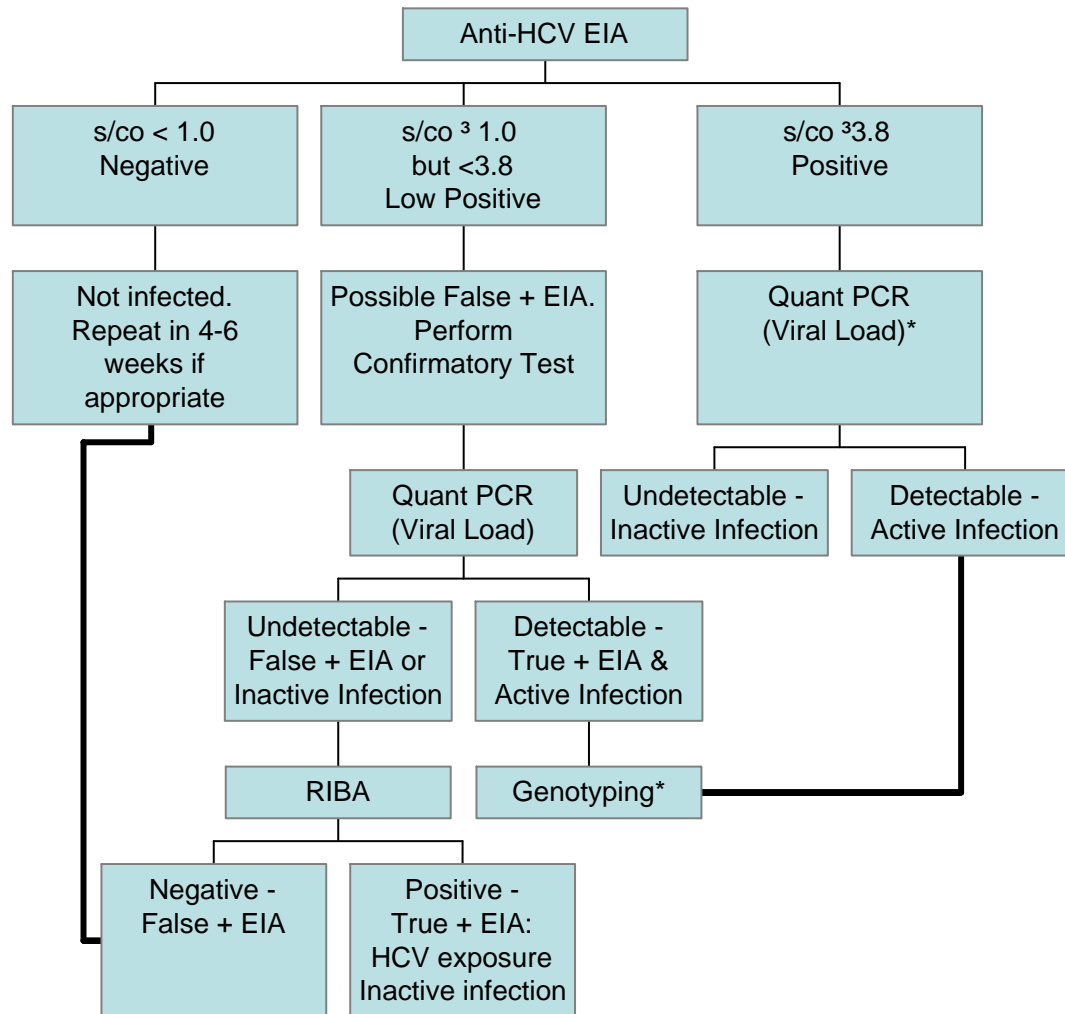 Anti-HCV EIA
s/co < 1.0
Negative
s/co ³ 1.0
but <3.8
Low Positive
s/co ³3.8
Positive
Not infected.
Repeat in 4-6
weeks if
appropriate
Possible False + EIA.
Perform
Confirmatory Test
Quant PCR
(Viral Load)*
Quant PCR
(Viral Load)
Undetectable -
Inactive Infection
Detectable -
Active Infection
Undetectable -
False + EIA or
Inactive Infection
Detectable -
True + EIA &
Active Infection
RIBA
Genotyping*
Negative -
False + EIA
Positive -
True + EIA:
HCV exposure
Inactive infection